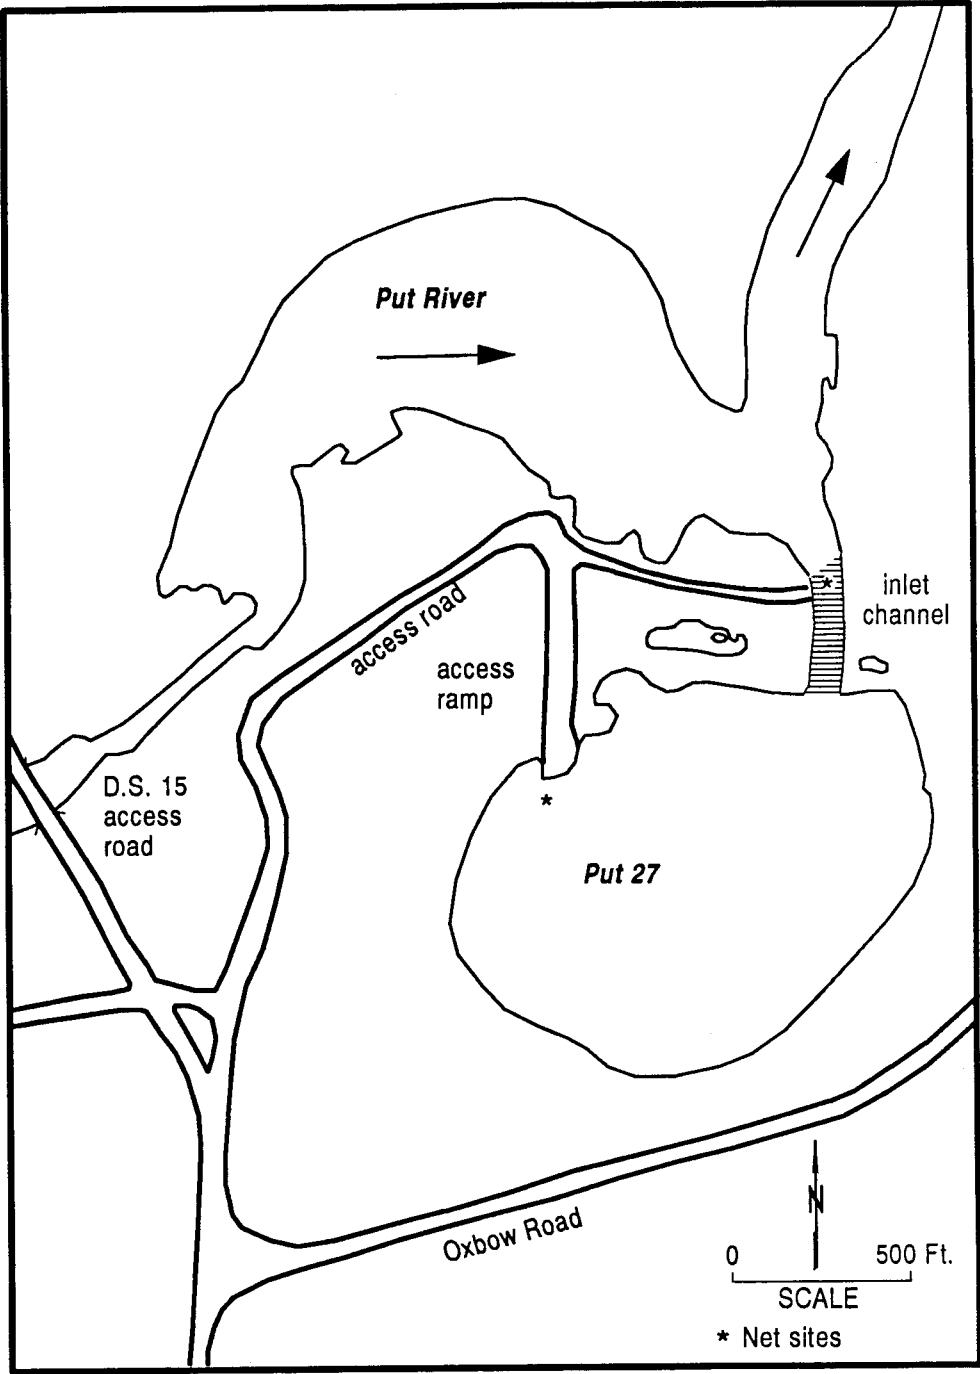 Put River
inlet
channel
access road
access
ramp
D.S. 15
access
road
*
*
Put 27
N
Oxbow Road
0 500 Ft.
SCALE
* Net sites